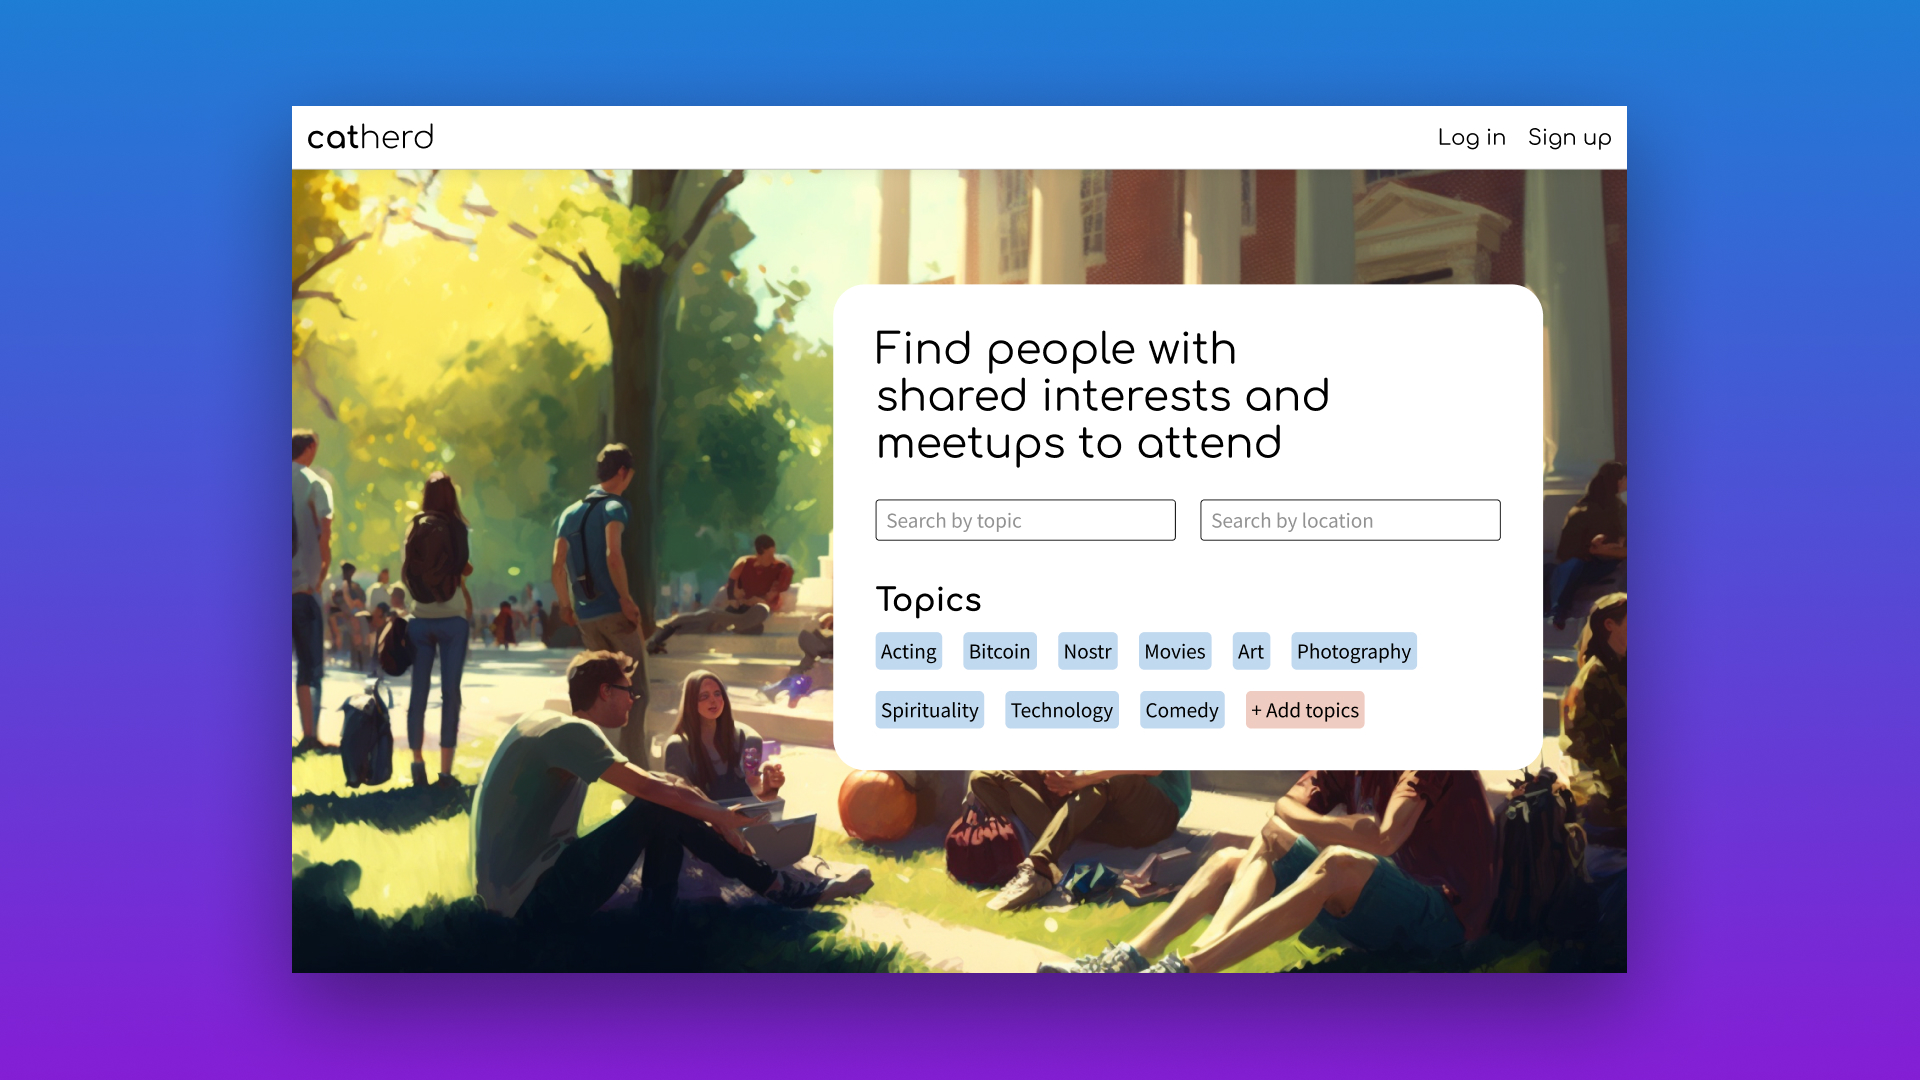 catherd
Log in Sign up
Find people with
shared interests and
meetups to attend
Search by topic Search by location
Topics
Acting Bitcoin Nostr Movies Art Photography
Spirituality Technology Comedy + Add topics